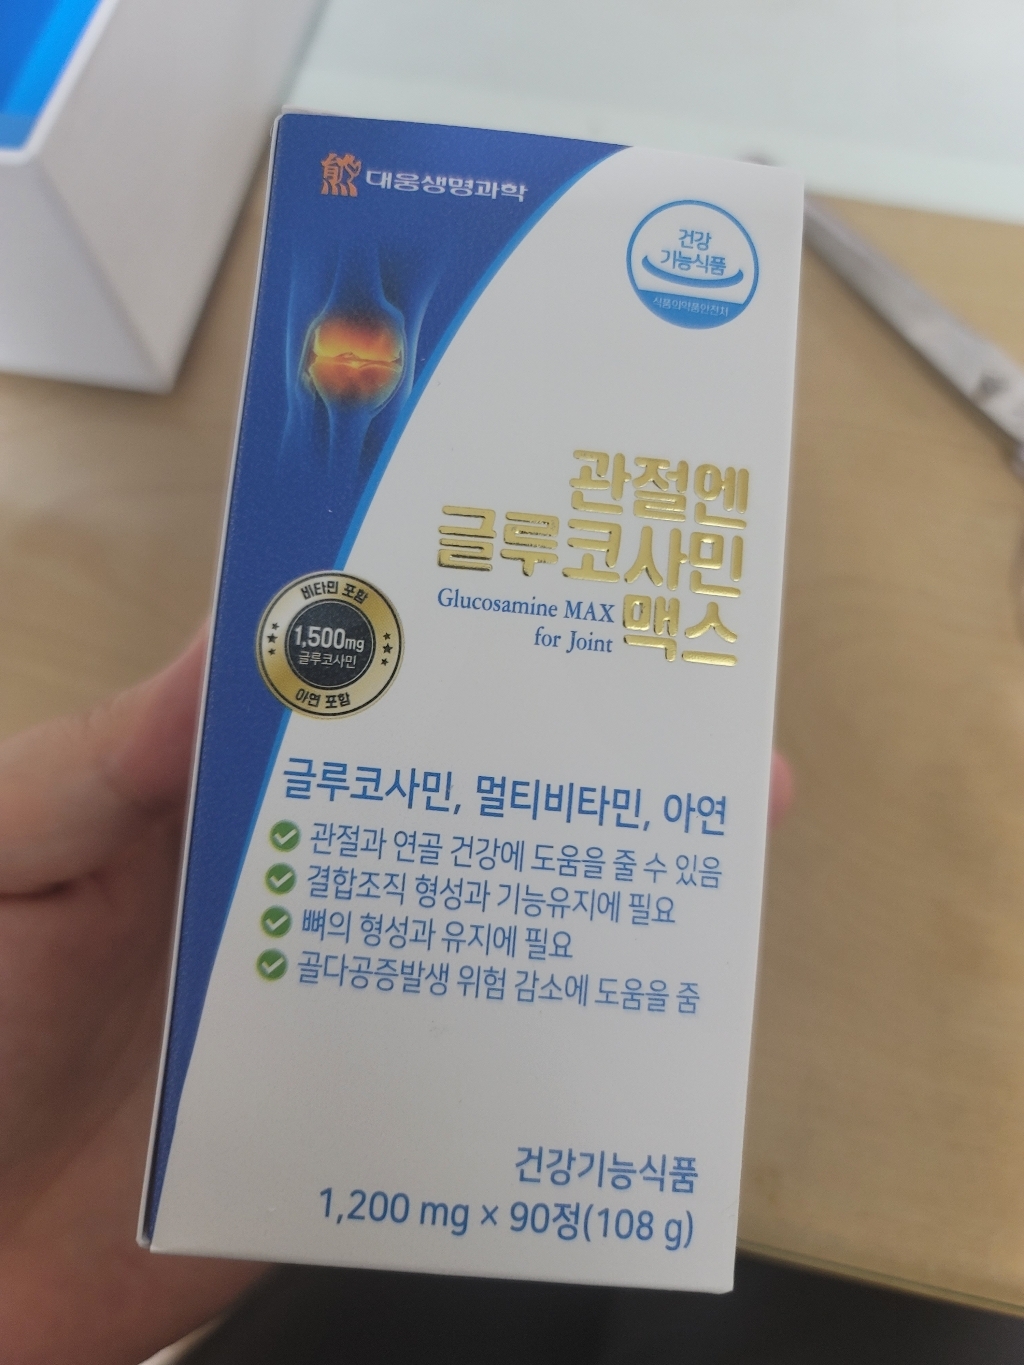 대웅생명과학
건강
기능식품
식품의약품안전처
관절엔
글루코사민
맥스
Glucosamine MAX
for Joint
비타민 포함
1,500mg
글루코사민
아연 포함
글루코사민, 멀티비타민, 아연
관절과 연골 건강에 도움을 줄 수 있음
결합조직 형성과 기능유지에 필요
뼈의 형성과 유지에 필요
골다공증발생 위험 감소에 도움을 줌
건강기능식품
1,200 mg × 90정(108 g)